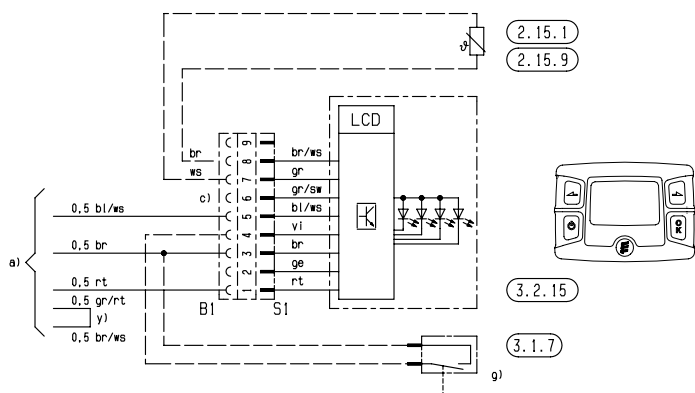 2.15.1
ϑ
2.15.9
LCD
9
br
8
br/ws
ws
7
gr
c)
6
gr/sw
0,5 bl/ws
5
bl/ws
4
vi
a)
0,5 br
3
br
2
ge
0,5 rt
1
rt
3.2.15
0,5 gr/rt
B1
S1
y)
0,5 br/ws
3.1.7
g)
OK